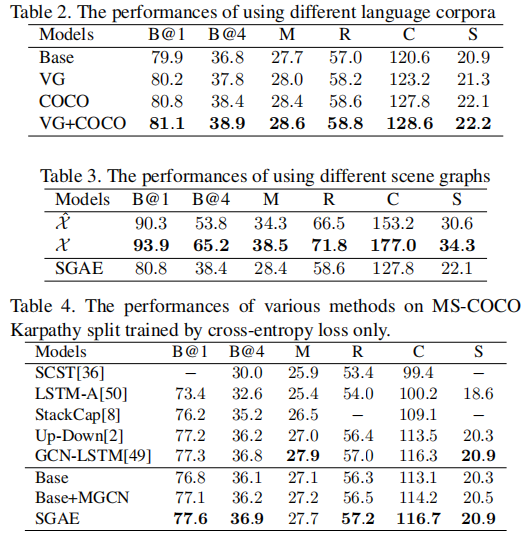 Table 2. The performances of using different language corpora
Models B@1 B@4 M R C S
Base 79.9 36.8 27.7 57.0 120.6 20.9
VG 80.2 37.8 28.0 58.2 123.2 21.3
COCO 80.8 38.4 28.4 58.6 127.8 22.1
VG+COCO 81.1 38.9 28.6 58.8 128.6 22.2
Table 3. The performances of using different scene graphs
Models B@1 B@4 M R C S
𝒳̂ 90.3 53.8 34.3 66.5 153.2 30.6
𝒳 93.9 65.2 38.5 71.8 177.0 34.3
SGAE 80.8 38.4 28.4 58.6 127.8 22.1
Table 4. The performances of various methods on MS-COCO
Karpathy split trained by cross-entropy loss only.
Models B@1 B@4 M R C S
SCST[36] – 30.0 25.9 53.4 99.4 –
LSTM-A[50] 73.4 32.6 25.4 54.0 100.2 18.6
StackCap[8] 76.2 35.2 26.5 – 109.1 –
Up-Down[2] 77.2 36.2 27.0 56.4 113.5 20.3
GCN-LSTM[49] 77.3 36.8 27.9 57.0 116.3 20.9
Base 76.8 36.1 27.1 56.3 113.1 20.3
Base+MGCN 77.1 36.2 27.2 56.5 114.2 20.5
SGAE 77.6 36.9 27.7 57.2 116.7 20.9